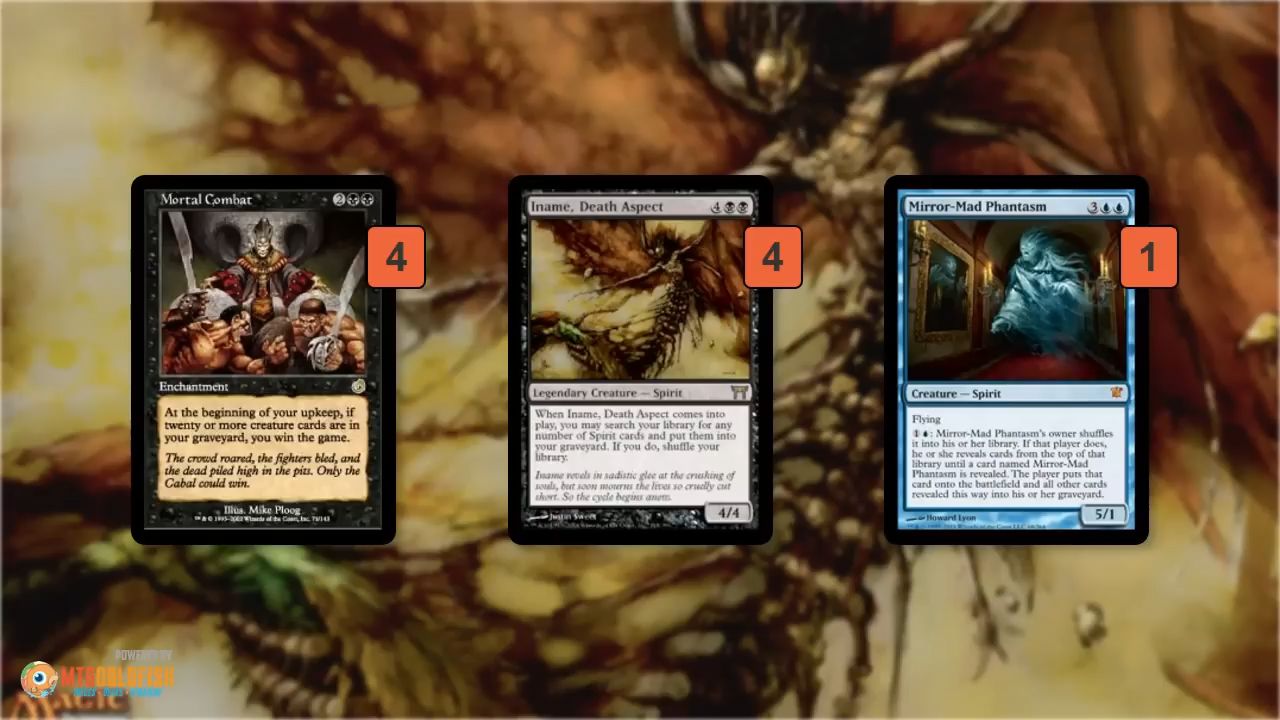 Mortal Combat 2
Enchantment
At the beginning of your upkeep, if
twenty or more creature cards are in
your graveyard, you win the game.
The crowd roared, the fighters bled, and
the dead piled high in the pits. Only the
Cabal could win.
Illus. Mike Ploog
4
Iname, Death Aspect 4
Legendary Creature — Spirit
When Iname, Death Aspect comes into
play, you may search your library for any
number of Spirit cards and put them into
your graveyard. If you do, shuffle your
library.
Iname revels in sadistic glee at the crushing of
souls, but soon mourns the lives so cruelly cut
short. So the cycle begins anew.
Justin Sweet
4/4
4
Mirror-Mad Phantasm 3
Creature — Spirit
Flying
1: Mirror-Mad Phantasm's owner shuffles
it into his or her library. If that player does,
he or she reveals cards from the top of that
library until a card named Mirror-Mad
Phantasm is revealed. The player puts that
card onto the battlefield and all other cards
revealed this way into his or her graveyard.
Howard Lyon
5/1
1
POWERED BY
MTGGOLDFISH